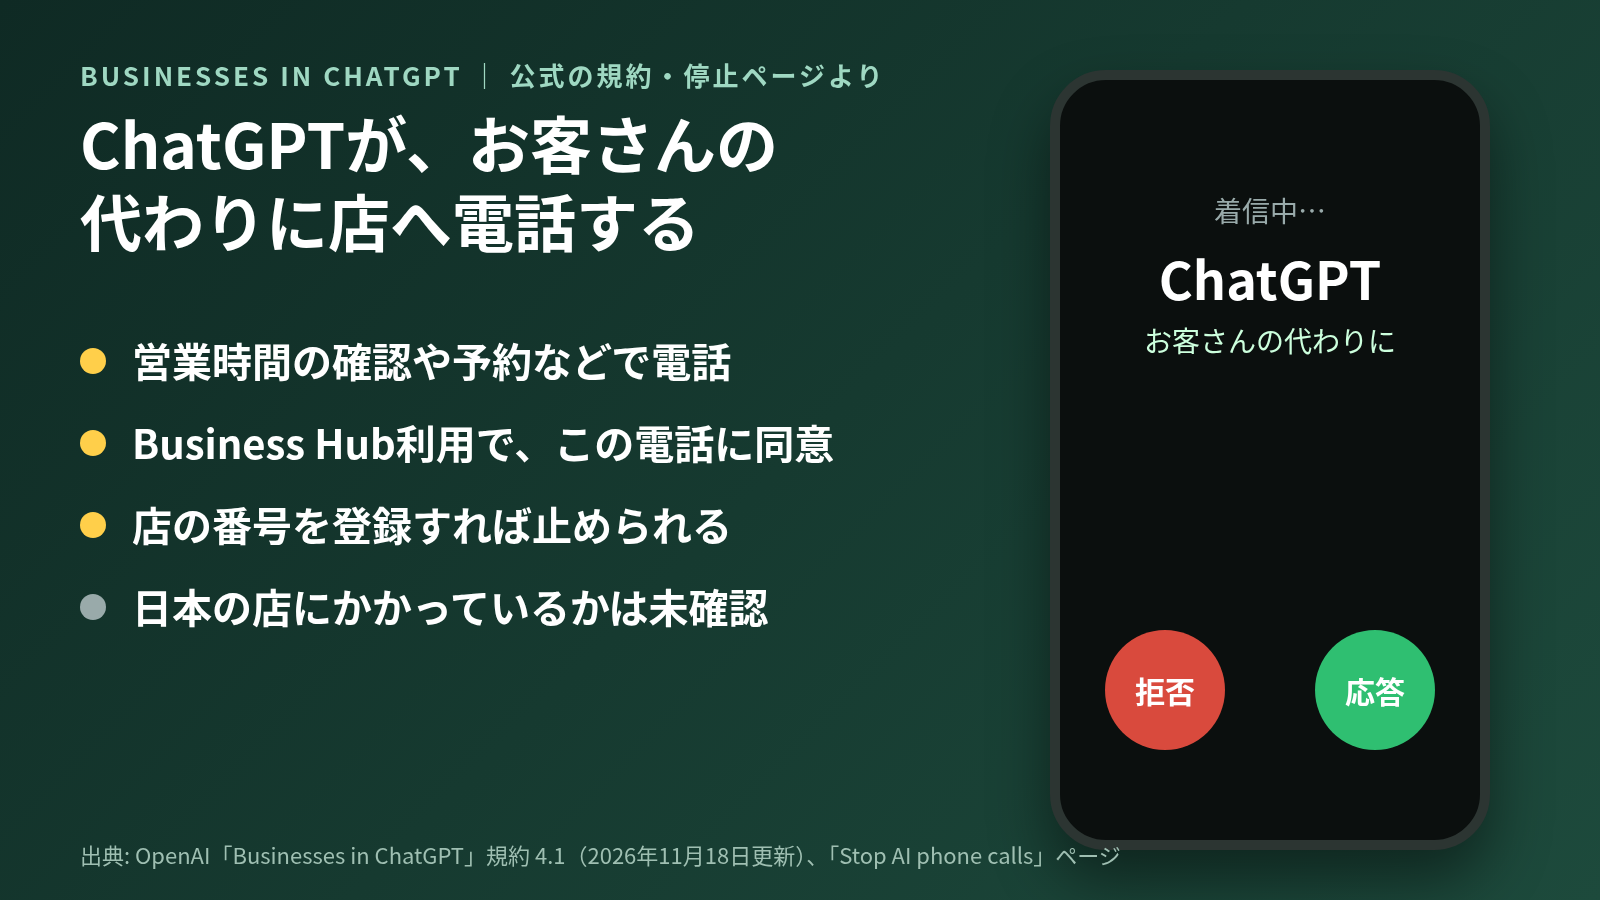 BUSINESSES IN CHATGPT ｜ 公式の規約・停止ページより
ChatGPTが、お客さんの
代わりに店へ電話する
営業時間の確認や予約などで電話
Business Hub利用で、この電話に同意
店の番号を登録すれば止められる
日本の店にかかっているかは未確認
着信中…
ChatGPT
お客さんの代わりに
拒否
応答
出典: OpenAI「Businesses in ChatGPT」規約 4.1（2026年11月18日更新）、「Stop AI phone calls」ページ